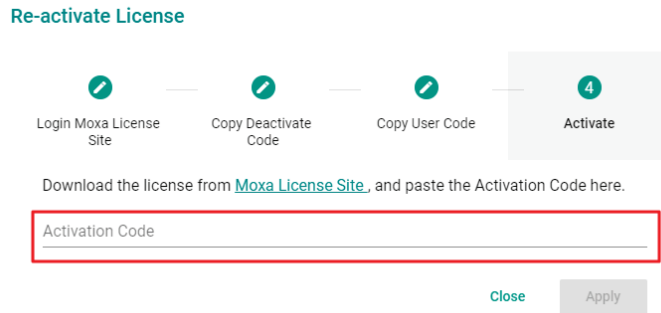 Re-activate License
4
Login Moxa License
Site
Copy Deactivate
Code
Copy User Code
Activate
Download the license from Moxa License Site , and paste the Activation Code here.
Activation Code
Close
Apply